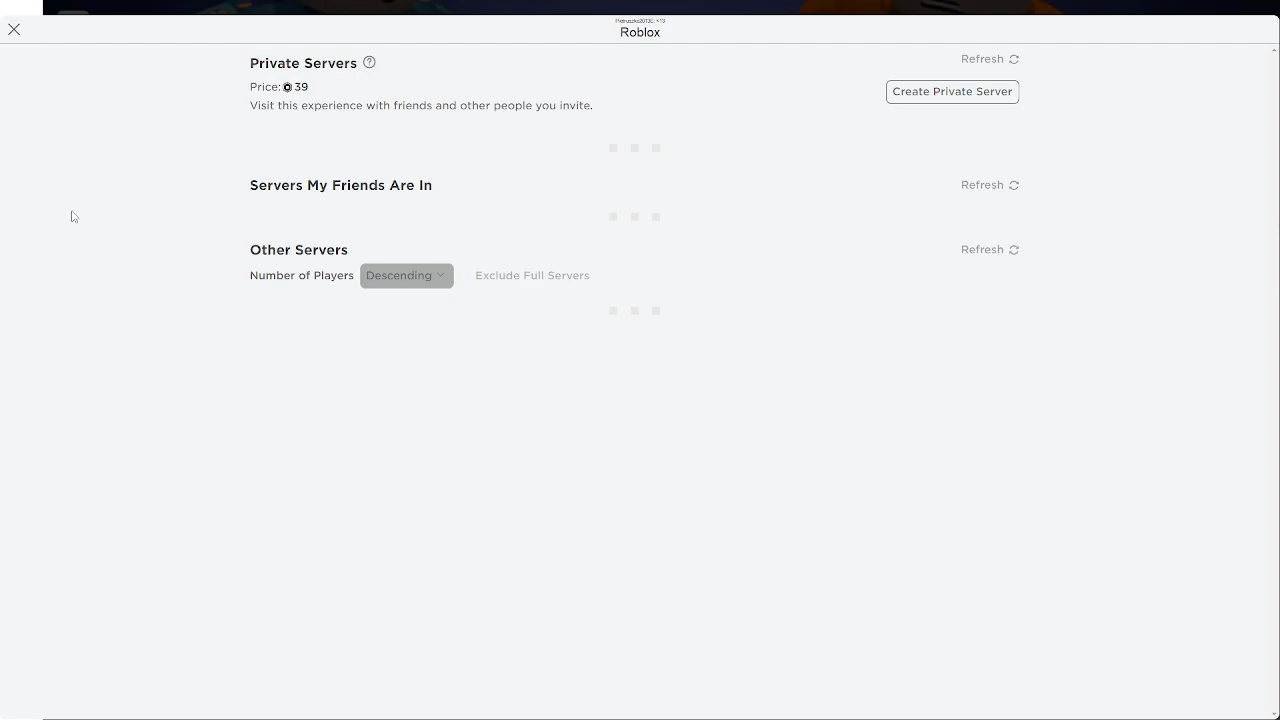 Roblox
Private Servers
Refresh
Price: 39
Create Private Server
Visit this experience with friends and other people you invite.
Servers My Friends Are In
Refresh
Other Servers
Refresh
Number of Players Descending Exclude Full Servers